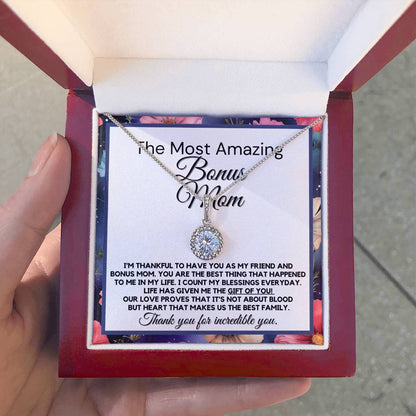 The Most Amazing
Bonus
Mom
I'M THANKFUL TO HAVE YOU AS MY FRIEND AND
BONUS MOM. YOU ARE THE BEST THING THAT HAPPENED
TO ME IN MY LIFE. I COUNT MY BLESSINGS EVERYDAY.
LIFE HAS GIVEN ME THE GIFT OF YOU!
OUR LOVE PROVES THAT IT'S NOT ABOUT BLOOD
BUT HEART THAT MAKES US THE BEST FAMILY.
Thank you for incredible you.